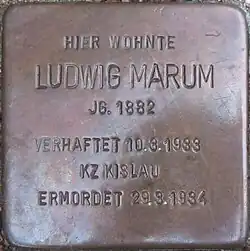 HIER WOHNTE
LUDWIG MARUM
JG. 1882
VERHAFTET 10.3.1933
KZ KISLAU
ERMORDET 29.3.1934